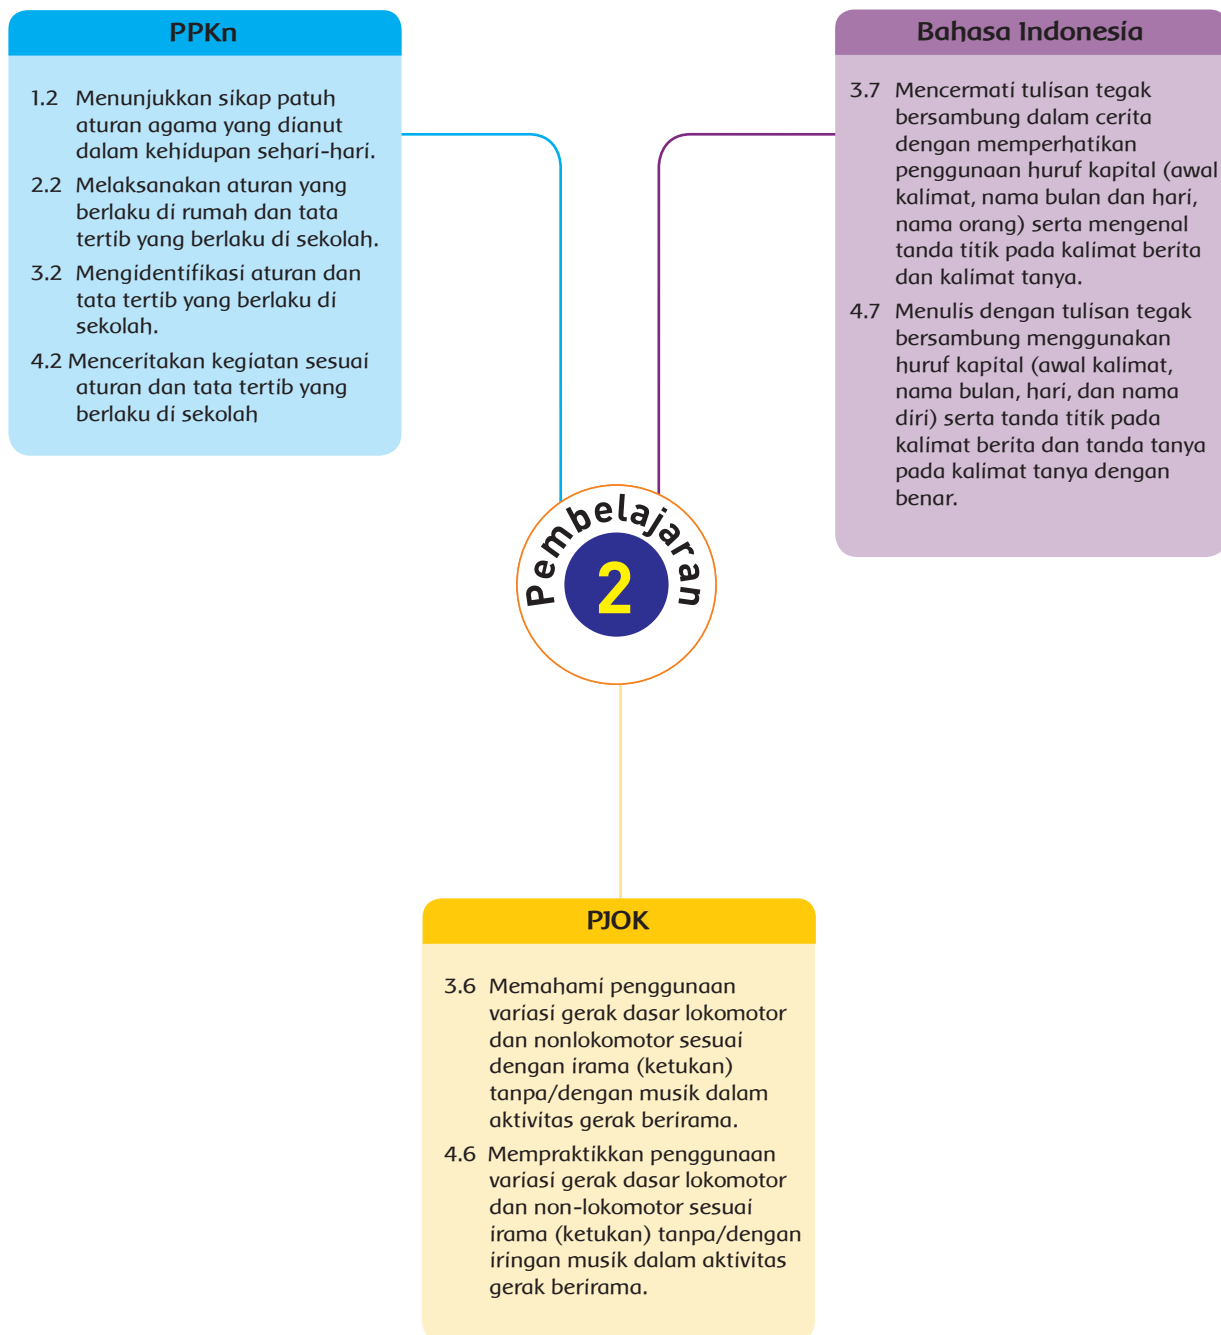 PPKn
1.2 Menunjukkan sikap patuh
aturan agama yang dianut
dalam kehidupan sehari-hari.
2.2 Melaksanakan aturan yang
berlaku di rumah dan tata
tertib yang berlaku di sekolah.
3.2 Mengidentifikasi aturan dan
tata tertib yang berlaku di
sekolah.
4.2 Menceritakan kegiatan sesuai
aturan dan tata tertib yang
berlaku di sekolah
Bahasa Indonesia
3.7 Mencermati tulisan tegak
bersambung dalam cerita
dengan memperhatikan
penggunaan huruf kapital (awal
kalimat, nama bulan dan hari,
nama orang) serta mengenal
tanda titik pada kalimat berita
dan kalimat tanya.
4.7 Menulis dengan tulisan tegak
bersambung menggunakan
huruf kapital (awal kalimat,
nama bulan, hari, dan nama
diri) serta tanda titik pada
kalimat berita dan tanda tanya
pada kalimat tanya dengan
benar.
Pembelajaran
2
PJOK
3.6 Memahami penggunaan
variasi gerak dasar lokomotor
dan nonlokomotor sesuai
dengan irama (ketukan)
tanpa/dengan musik dalam
aktivitas gerak berirama.
4.6 Mempraktikkan penggunaan
variasi gerak dasar lokomotor
dan non-lokomotor sesuai
irama (ketukan) tanpa/dengan
iringan musik dalam aktivitas
gerak berirama.